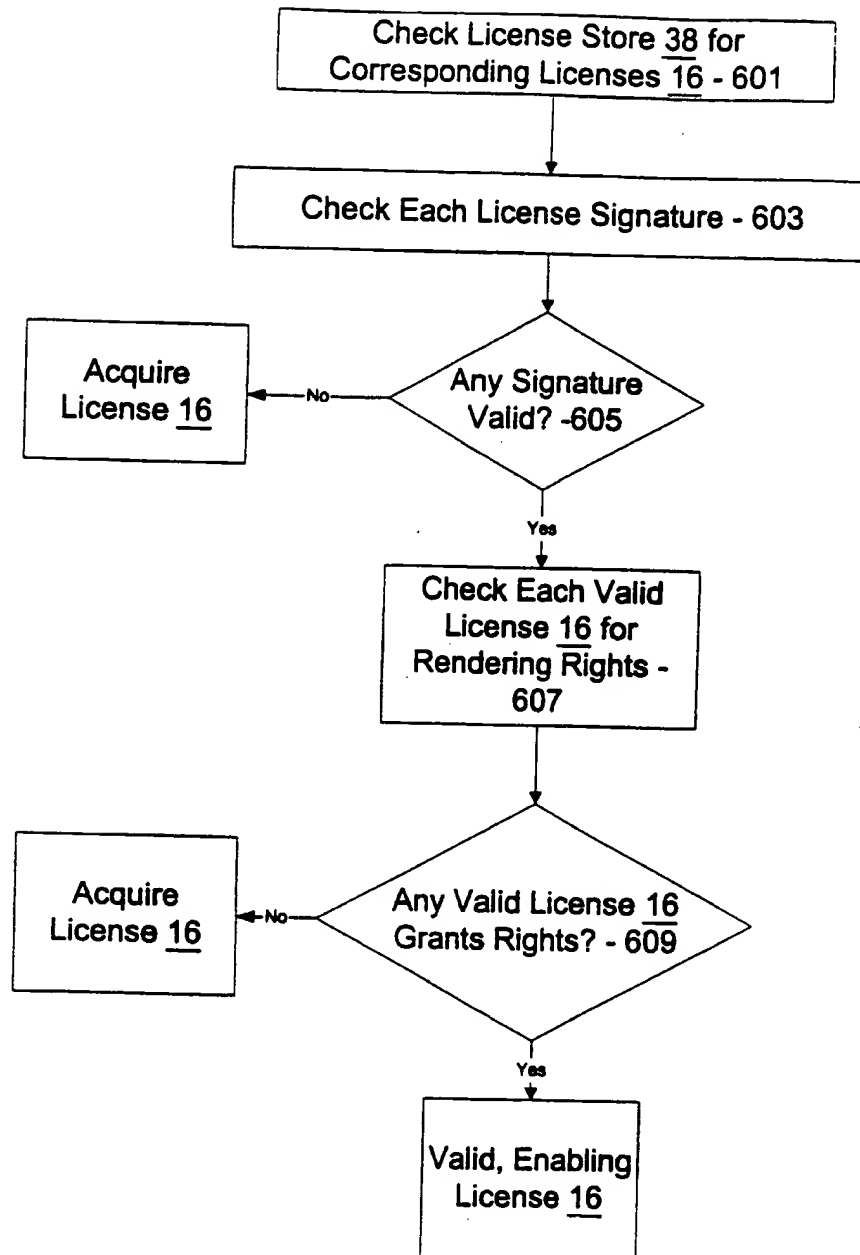 Check License Store 38 for
Corresponding Licenses 16 - 601
Check Each License Signature - 603
Any Signature
Valid? -605
No
Acquire
License 16
Yes
Check Each Valid
License 16 for
Rendering Rights -
607
Any Valid License 16
Grants Rights? - 609
No
Acquire
License 16
Yes
Valid, Enabling
License 16